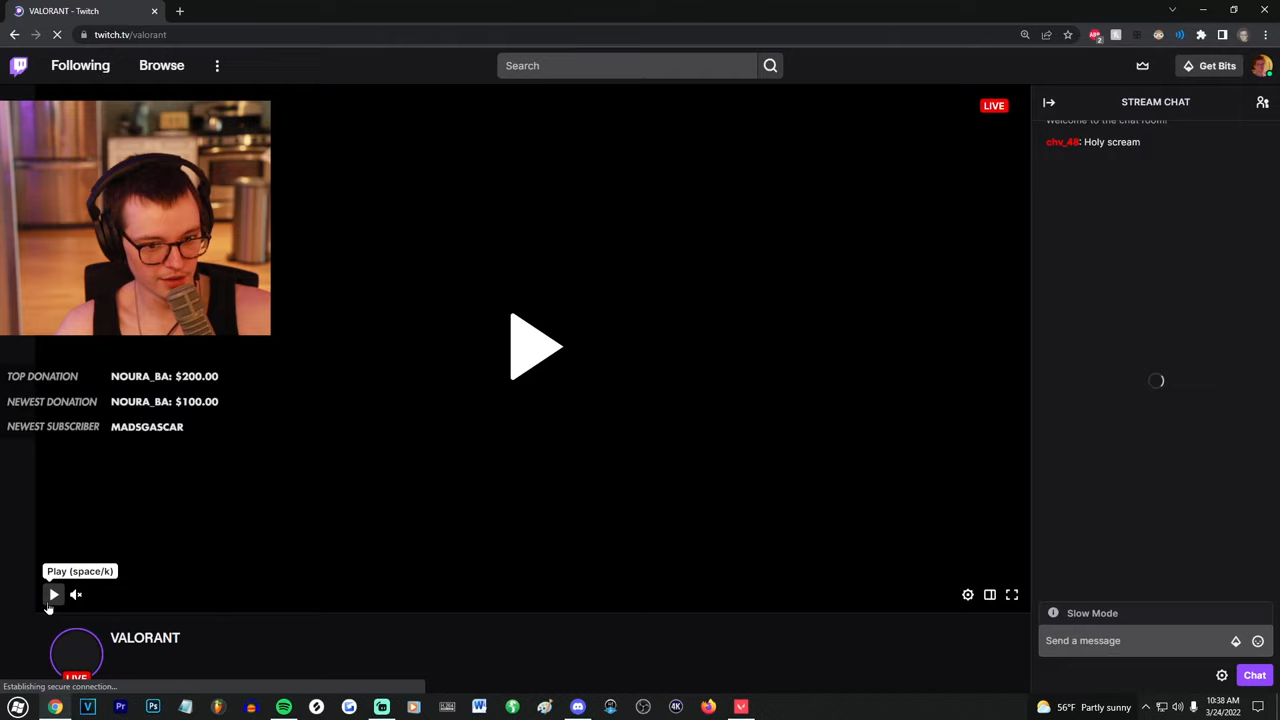 VALORANT - Twitch
twitch.tv/valorant
Following
Browse
Search
Get Bits
LIVE
STREAM CHAT
Welcome to the chat room!
chv_48: Holy scream
TOP DONATION NOURA_BA: $200.00
NEWEST DONATION NOURA_BA: $100.00
NEWEST SUBSCRIBER MADSGASCAR
Play (space/k)
Slow Mode
VALORANT
Send a message
LIVE
Chat
Establishing secure connection...
56°F Partly sunny
10:38 AM
3/24/2022